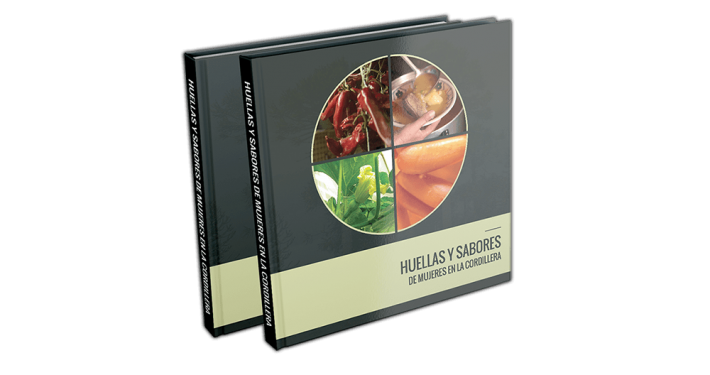 HUELLAS Y SABORES DE MUJERES EN LA CORDILLERA
HUELLAS Y SABORES DE MUJERES EN LA CORDILLERA
HUELLAS Y SABORES
DE MUJERES EN LA CORDILLERA